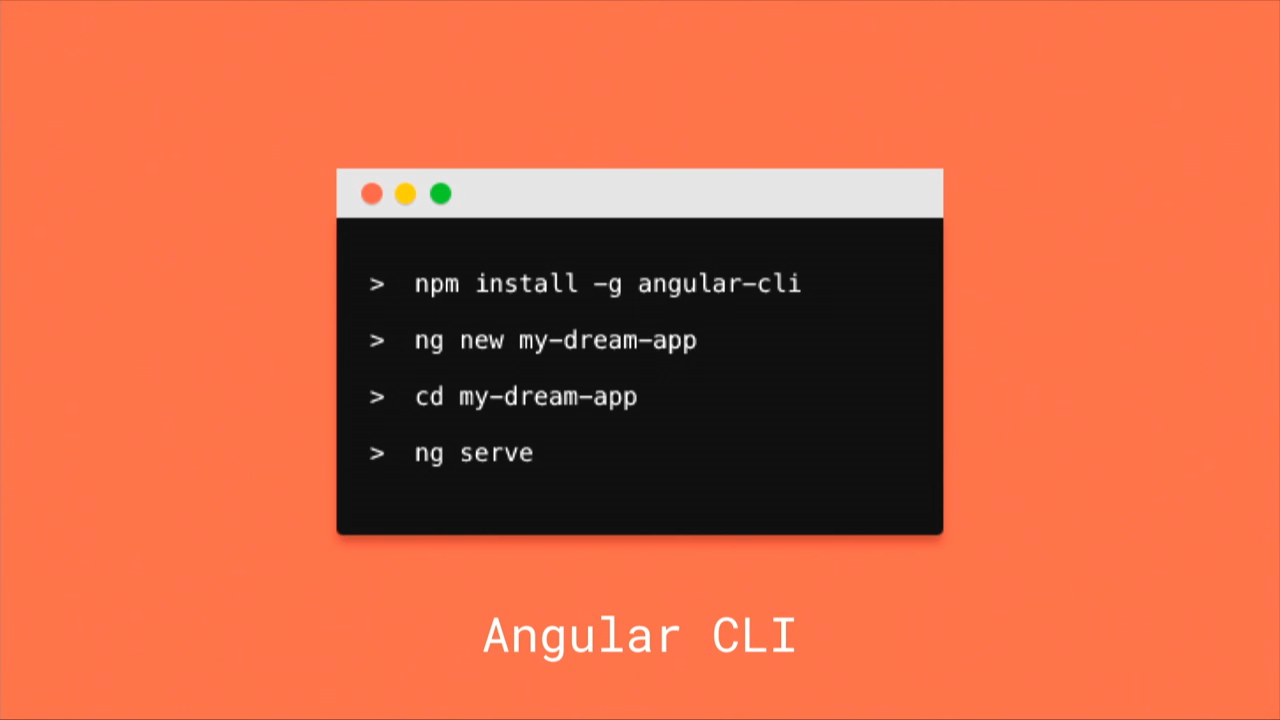 > npm install -g angular-cli
> ng new my-dream-app
> cd my-dream-app
> ng serve
Angular CLI